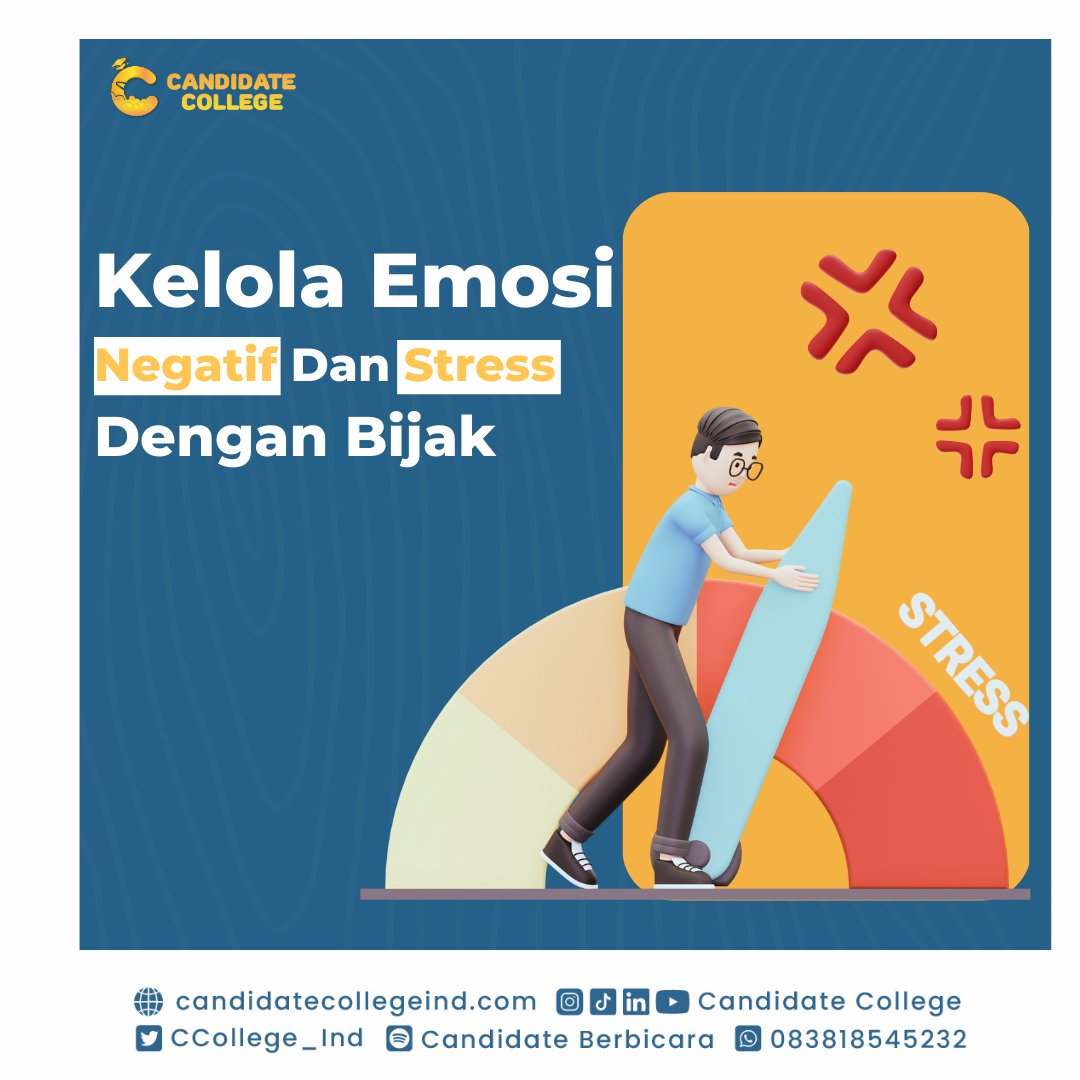 CANDIDATE
COLLEGE
Kelola Emosi
Negatif Dan Stress
Dengan Bijak
STRESS
candidatecollegeind.com Candidate College
CCollege_Ind Candidate Berbicara 083818545232